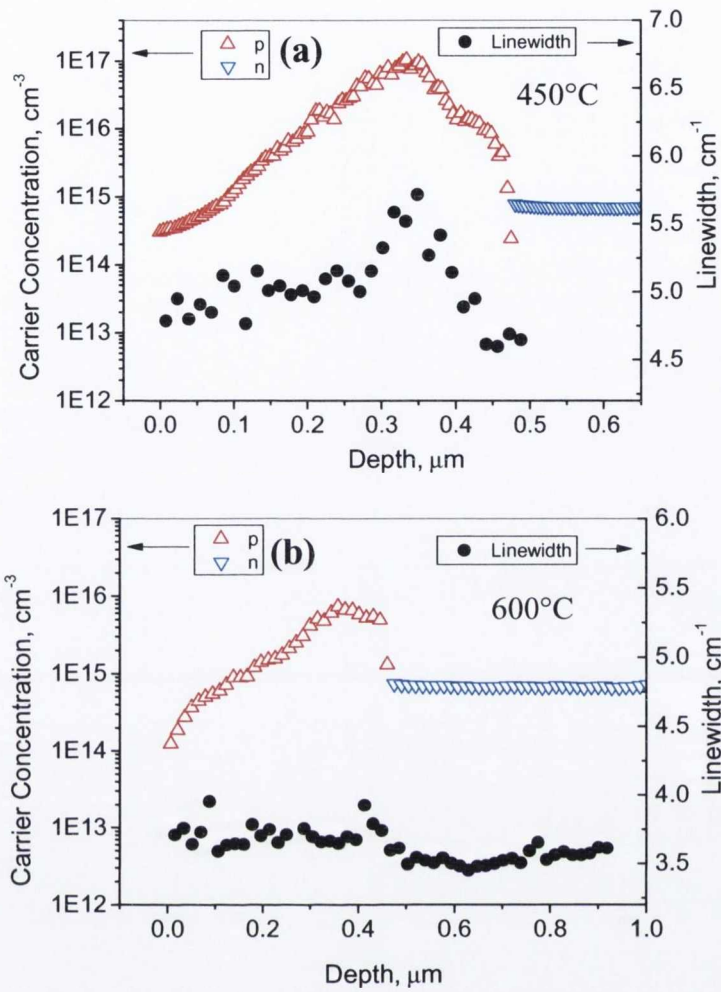 p
n
(a)
Linewidth
450°C
1E17
1E16
1E15
1E14
1E13
1E12
Carrier Concentration, cm-3
7.0
6.5
6.0
5.5
5.0
4.5
Linewidth, cm-1
0.0 0.1 0.2 0.3 0.4 0.5 0.6
Depth, μm
p
n
(b)
Linewidth
600°C
1E17
1E16
1E15
1E14
1E13
1E12
Carrier Concentration, cm-3
6.0
5.5
5.0
4.5
4.0
3.5
Linewidth, cm-1
0.0 0.2 0.4 0.6 0.8 1.0
Depth, μm